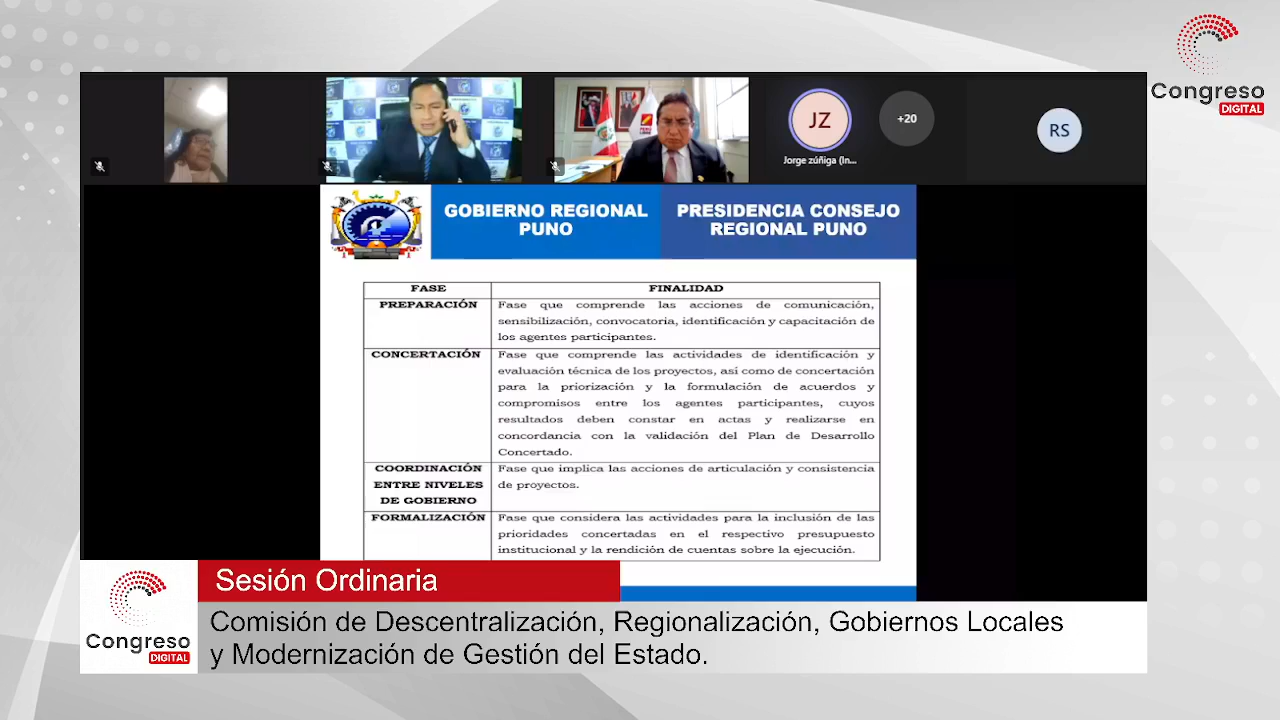 Congreso
DIGITAL
JZ
+20
RS
Jorge zúñiga (In...
GOBIERNO REGIONAL
PUNO
PRESIDENCIA CONSEJO
REGIONAL PUNO
FASE
FINALIDAD
PREPARACIÓN
Fase que comprende las acciones de comunicación,
sensibilización, convocatoria, identificación y capacitación de
los agentes participantes.
CONCERTACIÓN
Fase que comprende las actividades de identificación y
evaluación técnica de los proyectos, así como de concertación
para la priorización y la formulación de acuerdos y
compromisos entre los agentes participantes, cuyos
resultados deben constar en actas y realizarse en
concordancia con la validación del Plan de Desarrollo
Concertado.
COORDINACIÓN
ENTRE NIVELES
DE GOBIERNO
Fase que implica las acciones de articulación y consistencia
de proyectos.
FORMALIZACIÓN
Fase que considera las actividades para la inclusión de las
prioridades concertadas en el respectivo presupuesto
institucional y la rendición de cuentas sobre la ejecución.
Sesión Ordinaria
Congreso
DIGITAL
Comisión de Descentralización, Regionalización, Gobiernos Locales
y Modernización de Gestión del Estado.